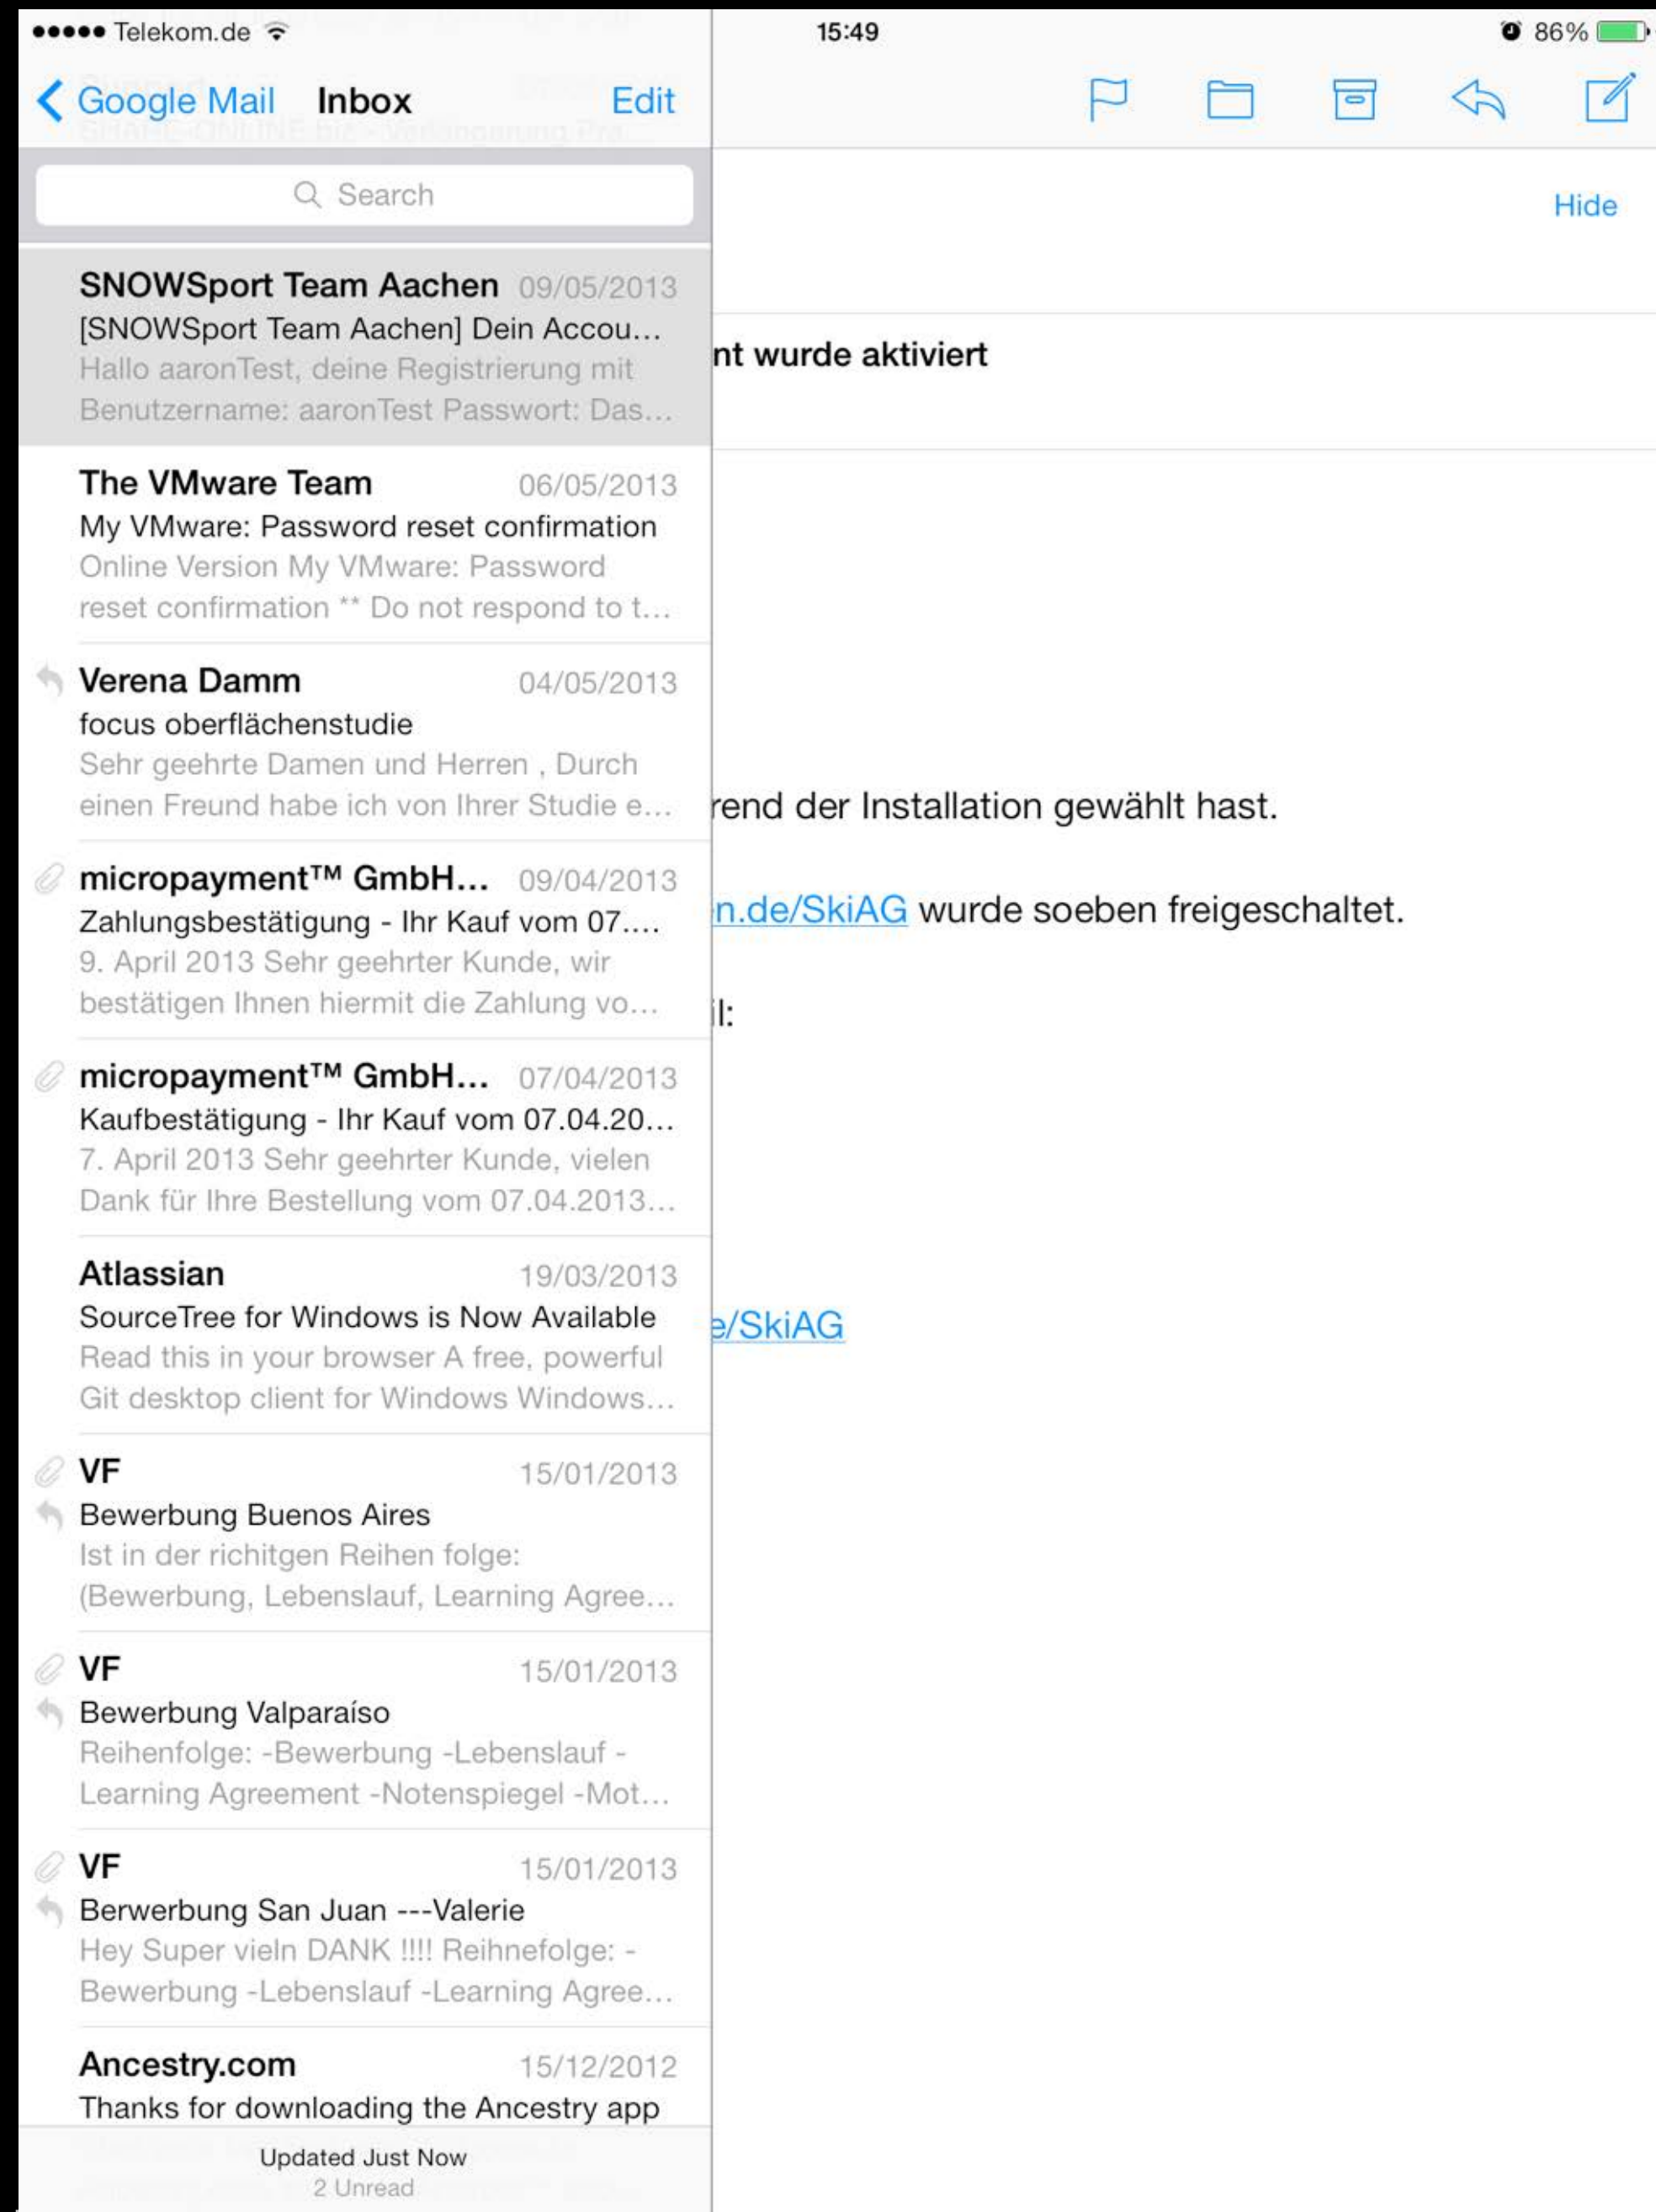 Telekom.de 15:49 86%
Google Mail Inbox Edit
SHARE-ONLINE.biz - Verlängerung Prä...
Search
Hide
SNOWSport Team Aachen 09/05/2013
[SNOWSport Team Aachen] Dein Accou...
Hallo aaronTest, deine Registrierung mit
Benutzername: aaronTest Passwort: Das...
The VMware Team 06/05/2013
My VMware: Password reset confirmation
Online Version My VMware: Password
reset confirmation ** Do not respond to t...
Verena Damm 04/05/2013
focus oberflächenstudie
Sehr geehrte Damen und Herren , Durch
einen Freund habe ich von Ihrer Studie e...
micropayment™ GmbH... 09/04/2013
Zahlungsbestätigung - Ihr Kauf vom 07....
9. April 2013 Sehr geehrter Kunde, wir
bestätigen Ihnen hiermit die Zahlung vo...
micropayment™ GmbH... 07/04/2013
Kaufbestätigung - Ihr Kauf vom 07.04.20...
7. April 2013 Sehr geehrter Kunde, vielen
Dank für Ihre Bestellung vom 07.04.2013...
Atlassian 19/03/2013
SourceTree for Windows is Now Available
Read this in your browser A free, powerful
Git desktop client for Windows Windows...
VF 15/01/2013
Bewerbung Buenos Aires
Ist in der richitgen Reihen folge:
(Bewerbung, Lebenslauf, Learning Agree...
VF 15/01/2013
Bewerbung Valparaíso
Reihenfolge: -Bewerbung -Lebenslauf -
Learning Agreement -Notenspiegel -Mot...
VF 15/01/2013
Berwerbung San Juan ---Valerie
Hey Super vieln DANK !!!! Reihnefolge: -
Bewerbung -Lebenslauf -Learning Agree...
Ancestry.com 15/12/2012
Thanks for downloading the Ancestry app
Updated Just Now
2 Unread
nt wurde aktiviert
rend der Installation gewählt hast.
n.de/SkiAG wurde soeben freigeschaltet.
il:
e/SkiAG